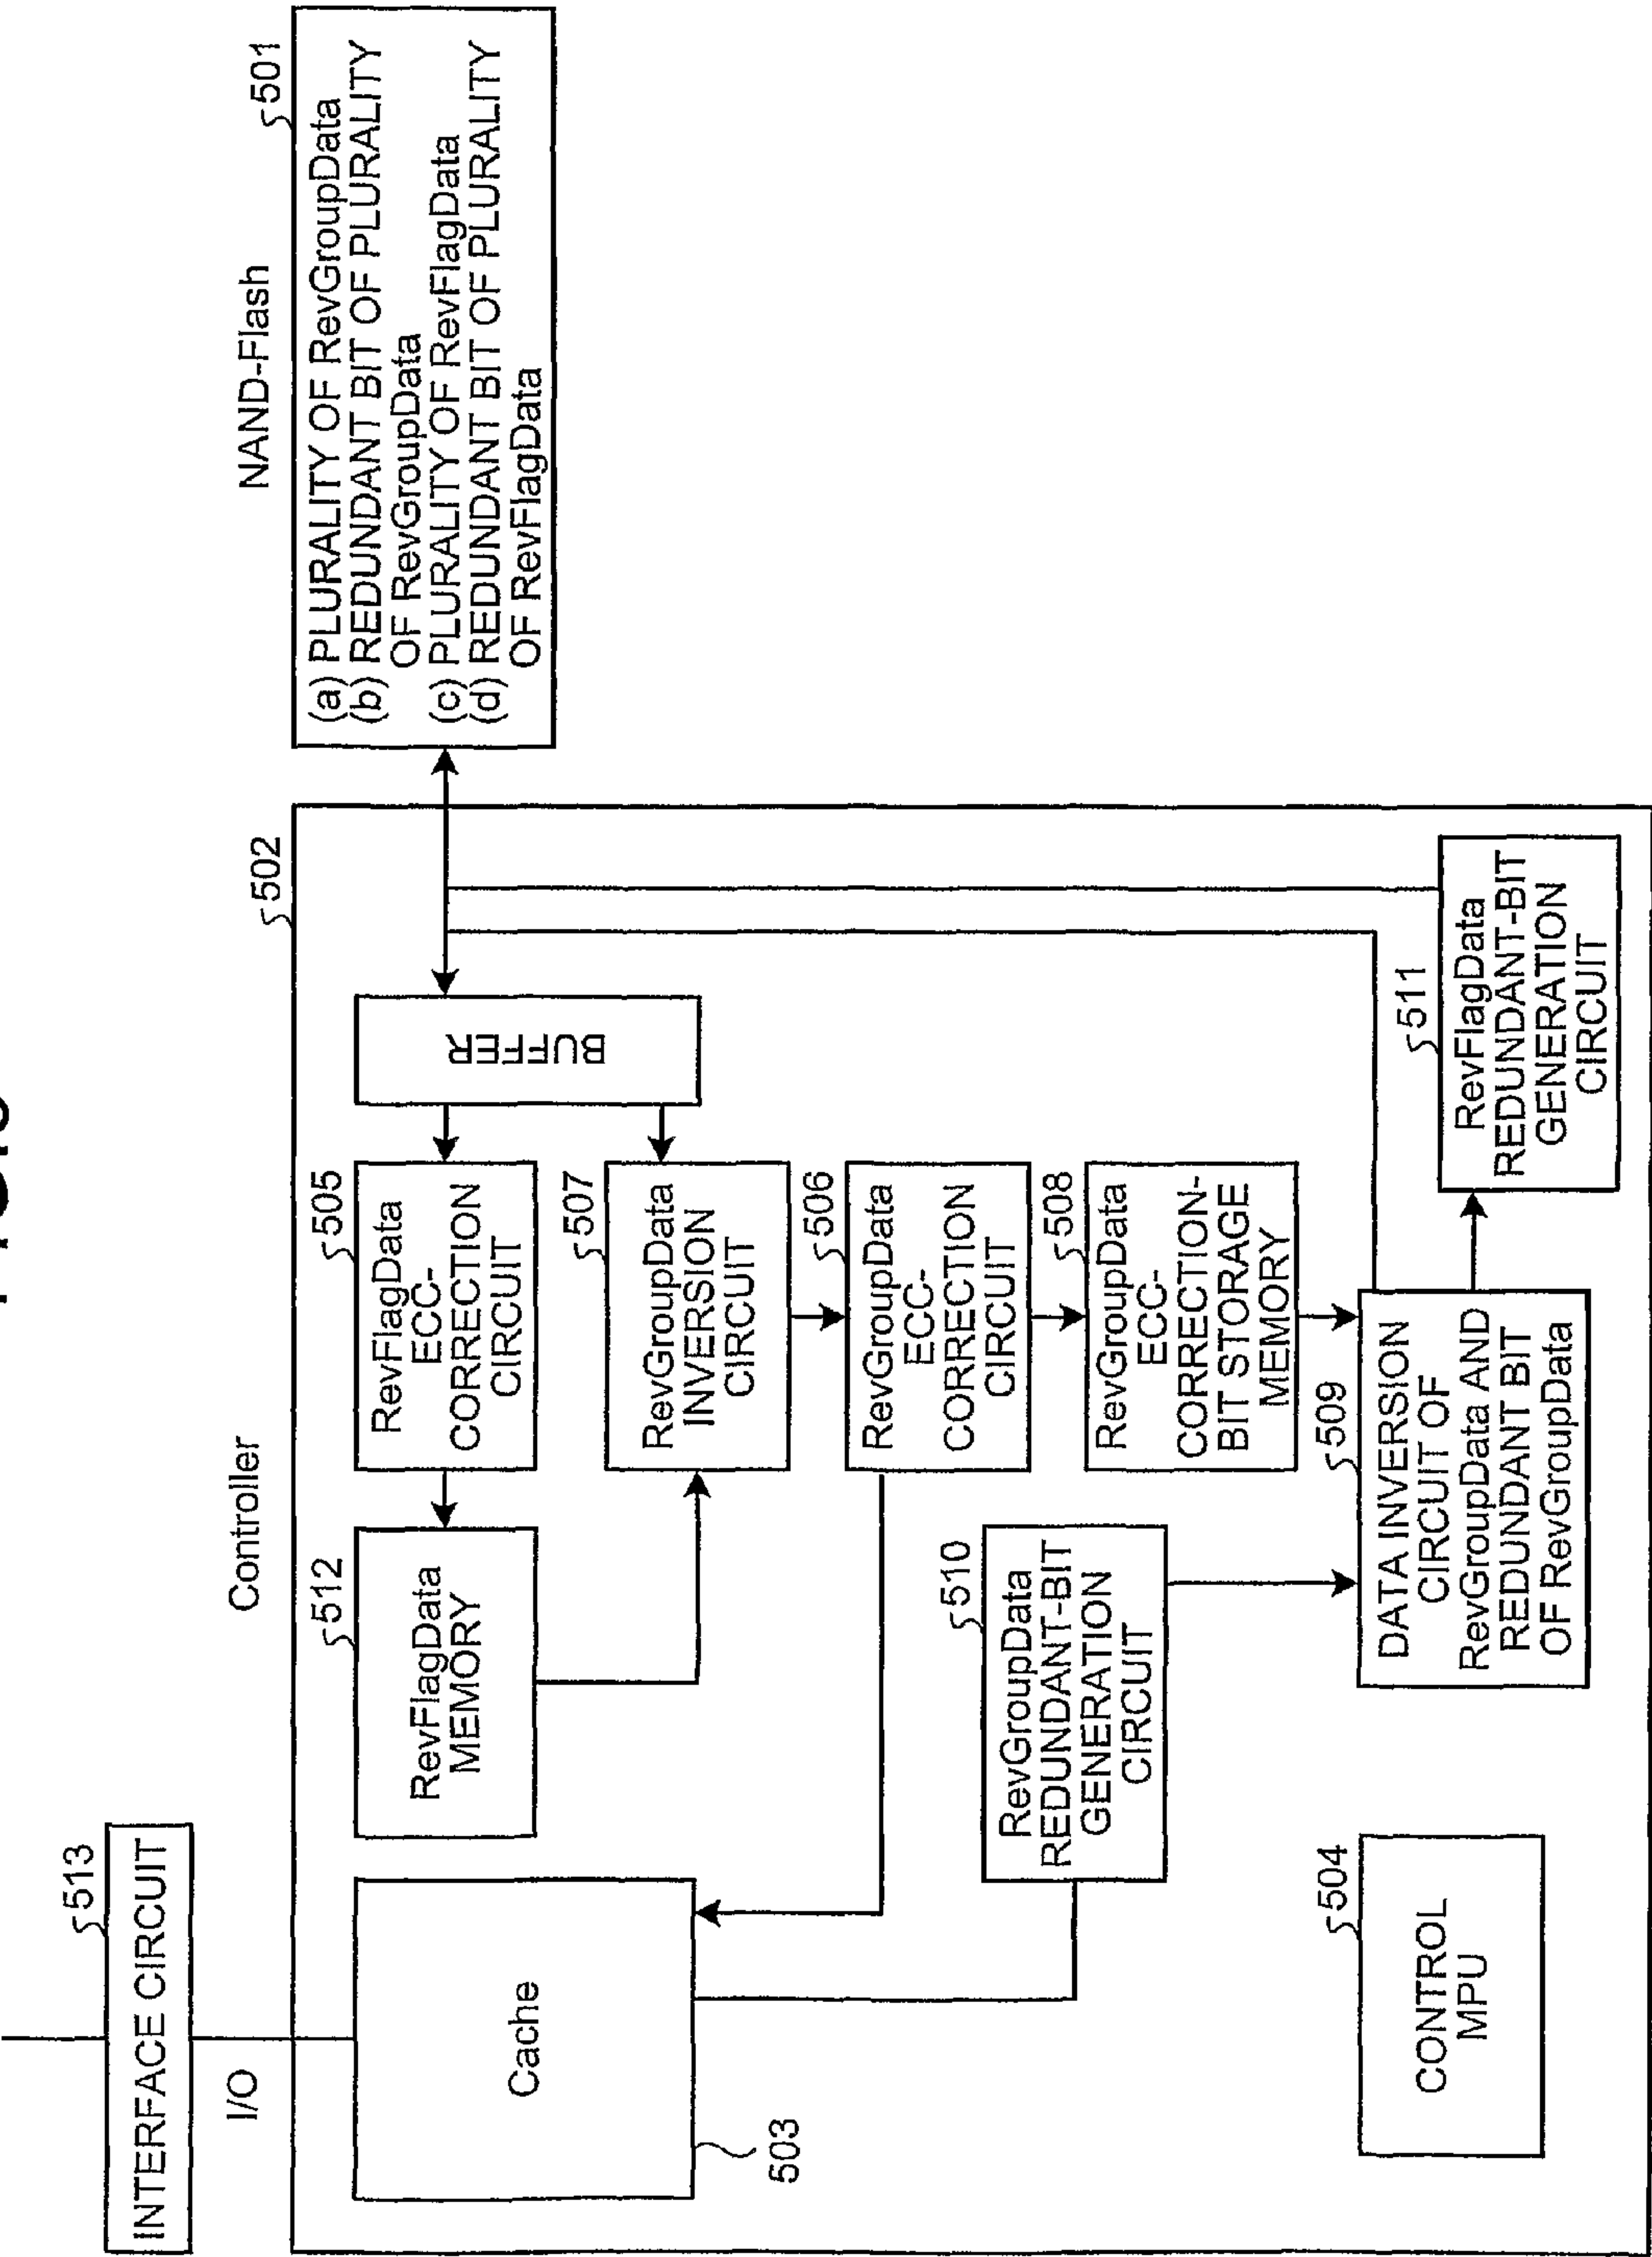 513
INTERFACE CIRCUIT
I/O
Controller
502
Cache
503
512
RevFlagData
MEMORY
505
RevFlagData
ECC-
CORRECTION
CIRCUIT
BUFFER
507
RevGroupData
INVERSION
CIRCUIT
506
RevGroupData
ECC-
CORRECTION
CIRCUIT
508
RevGroupData
ECC-
CORRECTION-
BIT STORAGE
MEMORY
510
RevGroupData
REDUNDANT-BIT
GENERATION
CIRCUIT
504
CONTROL
MPU
509
DATA INVERSION
CIRCUIT OF
RevGroupData AND
REDUNDANT BIT
OF RevGroupData
511
RevFlagData
REDUNDANT-BIT
GENERATION
CIRCUIT
NAND-Flash
501
(a) PLURALITY OF RevGroupData
(b) REDUNDANT BIT OF PLURALITY
OF RevGroupData
(c) PLURALITY OF RevFlagData
(d) REDUNDANT BIT OF PLURALITY
OF RevFlagData